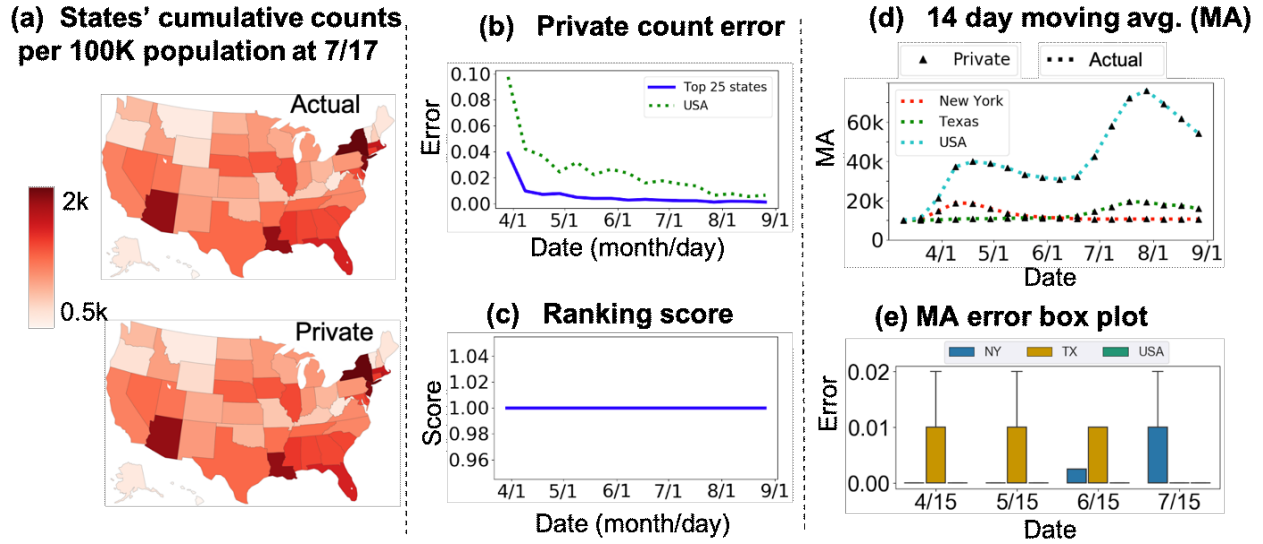 (a) States' cumulative counts
per 100K population at 7/17
Actual
2k
0.5k
Private
(b) Private count error
Error
0.10
0.08
0.06
0.04
0.02
0.00
Top 25 states
USA
4/1 5/1 6/1 7/1 8/1 9/1
Date (month/day)
(c) Ranking score
Score
1.04
1.02
1.00
0.98
0.96
4/1 5/1 6/1 7/1 8/1 9/1
Date (month/day)
(d) 14 day moving avg. (MA)
Private Actual
New York
Texas
USA
MA
60k
40k
20k
0
4/1 5/1 6/1 7/1 8/1 9/1
Date
(e) MA error box plot
NY TX USA
Error
0.02
0.01
0.00
4/15 5/15 6/15 7/15
Date